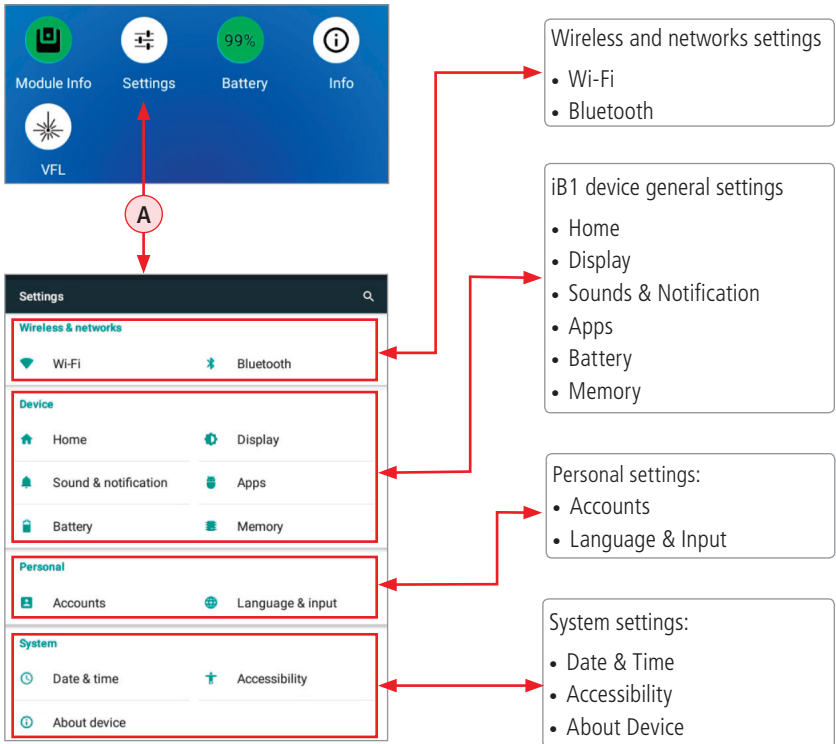 99%
Module Info Settings Battery Info
VFL
A
Settings
Wireless & networks
Wi-Fi Bluetooth
Device
Home Display
Sound & notification Apps
Battery Memory
Personal
Accounts Language & input
System
Date & time Accessibility
About device
Wireless and networks settings
• Wi-Fi
• Bluetooth
iB1 device general settings
• Home
• Display
• Sounds & Notification
• Apps
• Battery
• Memory
Personal settings:
• Accounts
• Language & Input
System settings:
• Date & Time
• Accessibility
• About Device